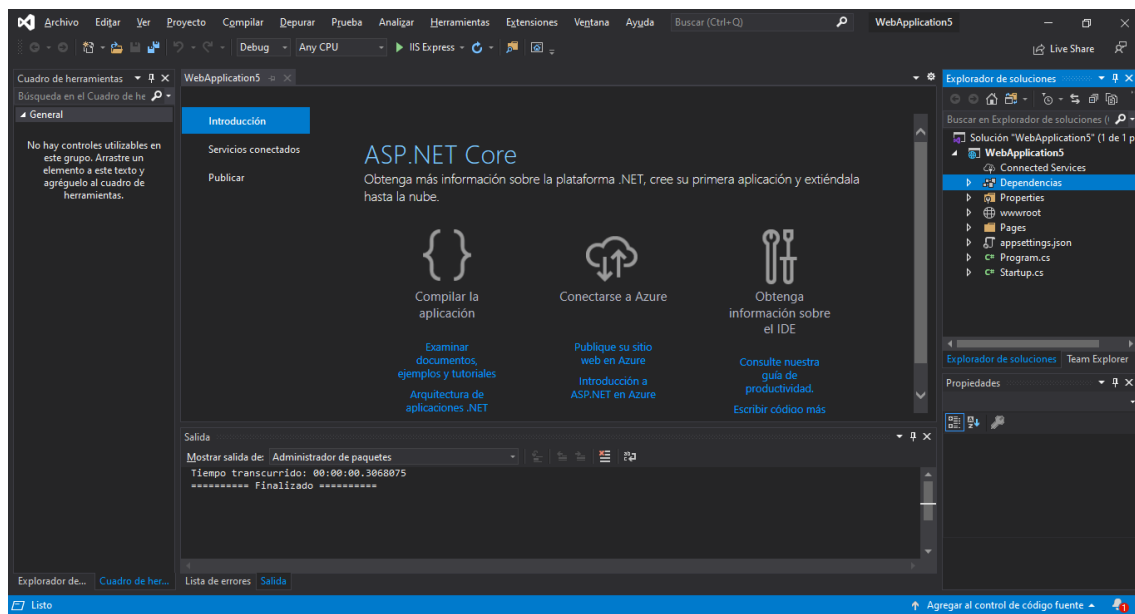 Archivo Editar Ver Proyecto Compilar Depurar Prueba Analizar Herramientas Extensiones Ventana Ayuda Buscar (Ctrl+Q) WebApplication5
Debug Any CPU IIS Express Live Share
Cuadro de herramientas
Búsqueda en el Cuadro de he
General
No hay controles utilizables en
este grupo. Arrastre un
elemento a este texto y
agréguelo al cuadro de
herramientas.
Explorador de... Cuadro de her...
WebApplication5
Introducción
Servicios conectados
Publicar
ASP.NET Core
Obtenga más información sobre la plataforma .NET, cree su primera aplicación y extiéndala
hasta la nube.
Compilar la
aplicación
Examinar
documentos,
ejemplos y tutoriales
Arquitectura de
aplicaciones .NET
Conectarse a Azure
Publique su sitio
web en Azure
Introducción a
ASP.NET en Azure
Obtenga
información sobre
el IDE
Consulte nuestra
guía de
productividad.
Escribir código más
Salida
Mostrar salida de: Administrador de paquetes
Tiempo transcurrido: 00:00:00.3068075
========== Finalizado ==========
Lista de errores Salida
Explorador de soluciones
Buscar en Explorador de soluciones (
Solución "WebApplication5" (1 de 1 p
WebApplication5
Connected Services
Dependencias
Properties
wwwroot
Pages
appsettings.json
C# Program.cs
C# Startup.cs
Explorador de soluciones Team Explorer
Propiedades
Listo Agregar al control de código fuente 1